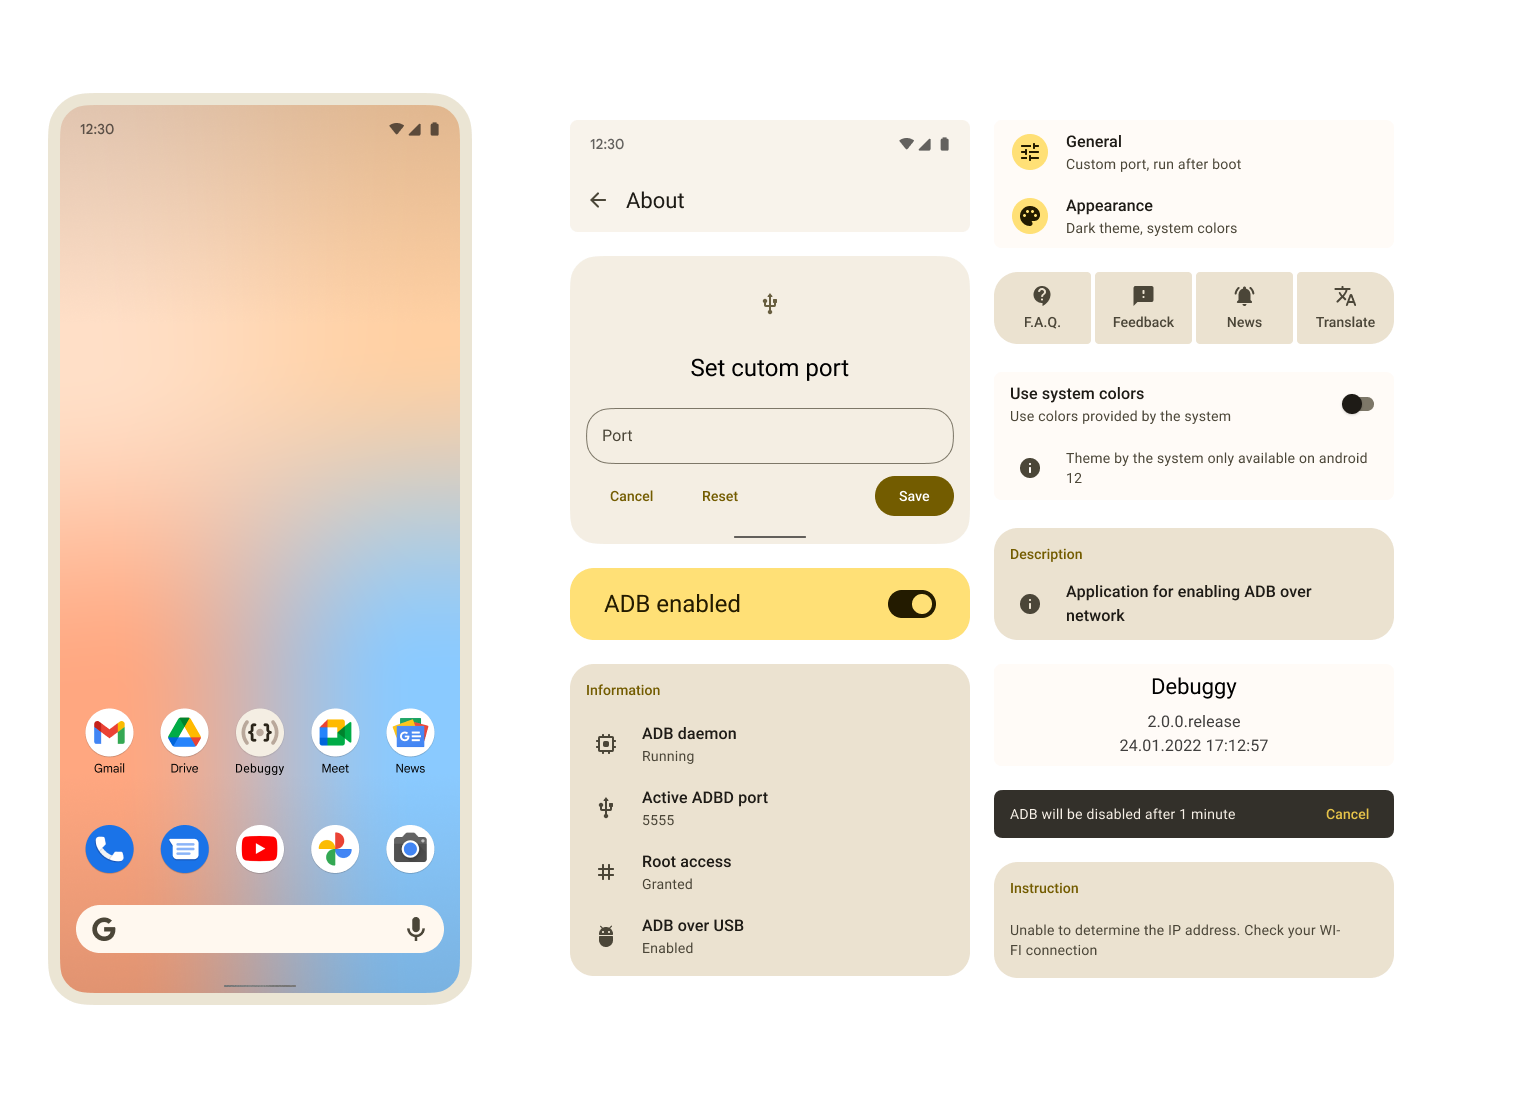 12:30
Gmail
Drive
Debuggy
Meet
News
12:30
About
Set cutom port
Port
Cancel
Reset
Save
ADB enabled
Information
ADB daemon
Running
Active ADBD port
5555
Root access
Granted
ADB over USB
Enabled
General
Custom port, run after boot
Appearance
Dark theme, system colors
F.A.Q.
Feedback
News
Translate
Use system colors
Use colors provided by the system
Theme by the system only available on android
12
Description
Application for enabling ADB over
network
Debuggy
2.0.0.release
24.01.2022 17:12:57
ADB will be disabled after 1 minute
Cancel
Instruction
Unable to determine the IP address. Check your WI-
FI connection